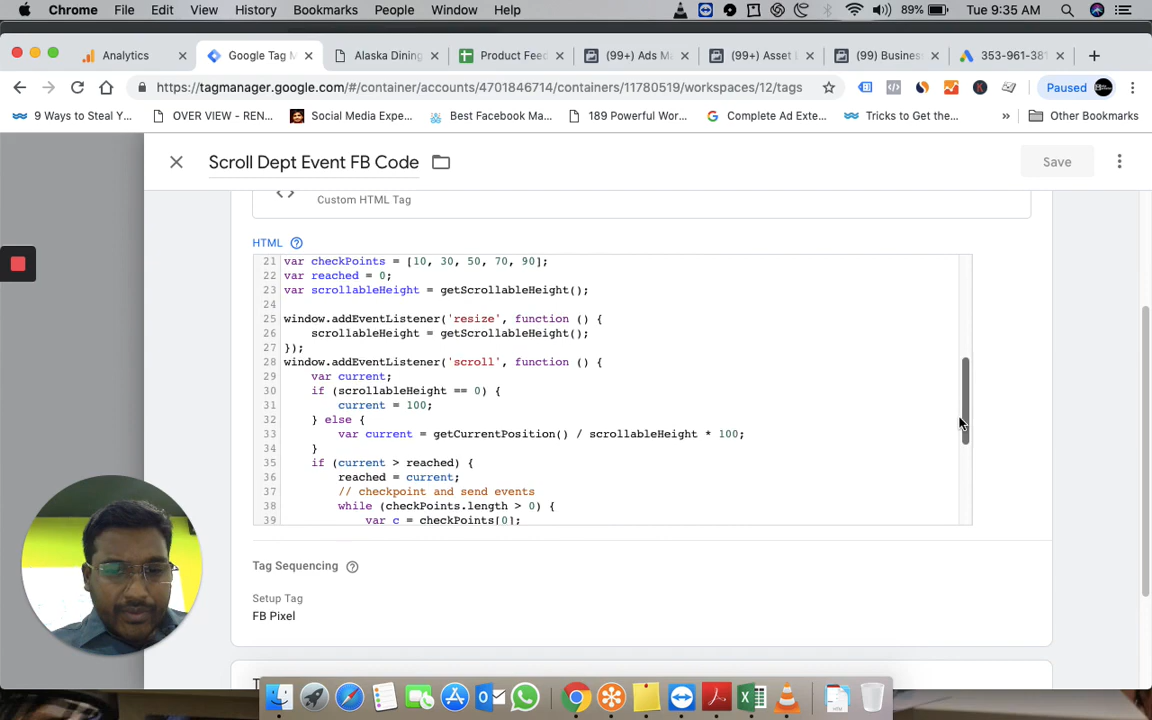 Chrome File Edit View History Bookmarks People Window Help 89% Tue 9:35 AM
Analytics Google Tag M Alaska Dining Product Feed (99+) Ads Ma (99+) Asset (99) Busines 353-961-381
https://tagmanager.google.com/#/container/accounts/4701846714/containers/11780519/workspaces/12/tags Paused
9 Ways to Steal Y... OVER VIEW - REN... Social Media Expe... Best Facebook Ma... 189 Powerful Wor... Complete Ad Exte... Tricks to Get the... » Other Bookmarks
Scroll Dept Event FB Code Save
Custom HTML Tag
HTML
21 var checkPoints = [10, 30, 50, 70, 90];
22 var reached = 0;
23 var scrollableHeight = getScrollableHeight();
24
25 window.addEventListener('resize', function () {
26 scrollableHeight = getScrollableHeight();
27 });
28 window.addEventListener('scroll', function () {
29 var current;
30 if (scrollableHeight == 0) {
31 current = 100;
32 } else {
33 var current = getCurrentPosition() / scrollableHeight * 100;
34 }
35 if (current > reached) {
36 reached = current;
37 // checkpoint and send events
38 while (checkPoints.length > 0) {
39 var c = checkPoints[0];
Tag Sequencing
Setup Tag
FB Pixel